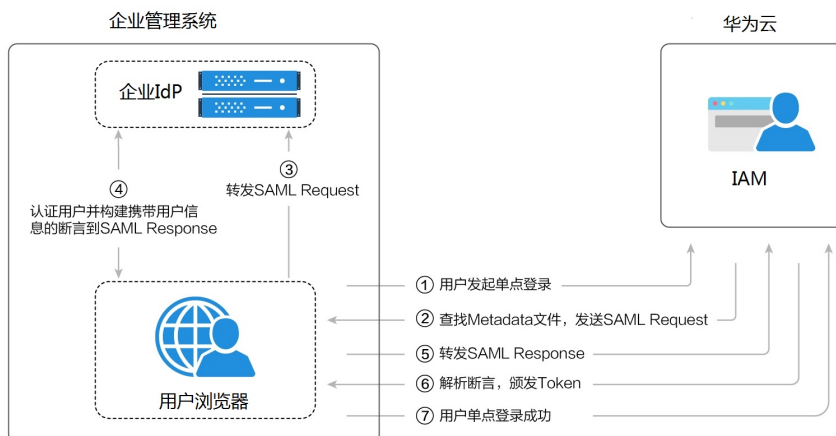 企业管理系统
华为云
企业IdP
IAM
③
转发SAML Request
④
认证用户并构建携带用户信
息的断言到SAML Response
① 用户发起单点登录
② 查找Metadata文件，发送SAML Request
⑤ 转发SAML Response
⑥ 解析断言，颁发Token
⑦ 用户单点登录成功
用户浏览器